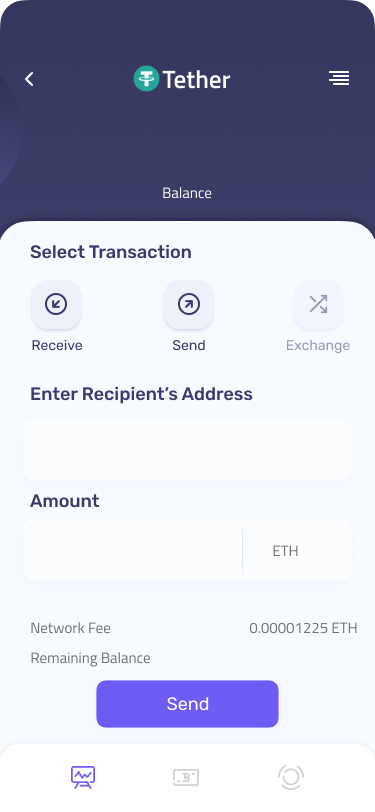 Tether
Balance
Select Transaction
Receive
Send
Exchange
Enter Recipient’s Address
Amount
ETH
Network Fee
0.00001225 ETH
Remaining Balance
Send